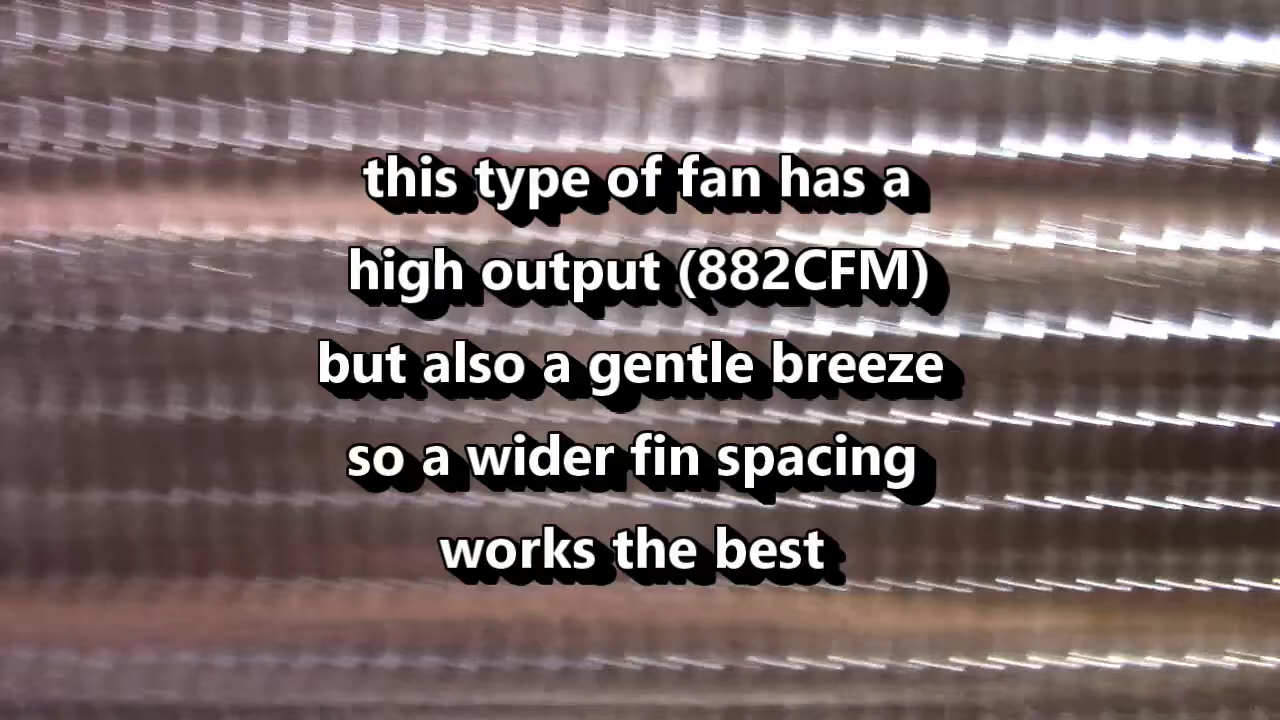 this type of fan has a
high output (882CFM)
but also a gentle breeze
so a wider fin spacing
works the best